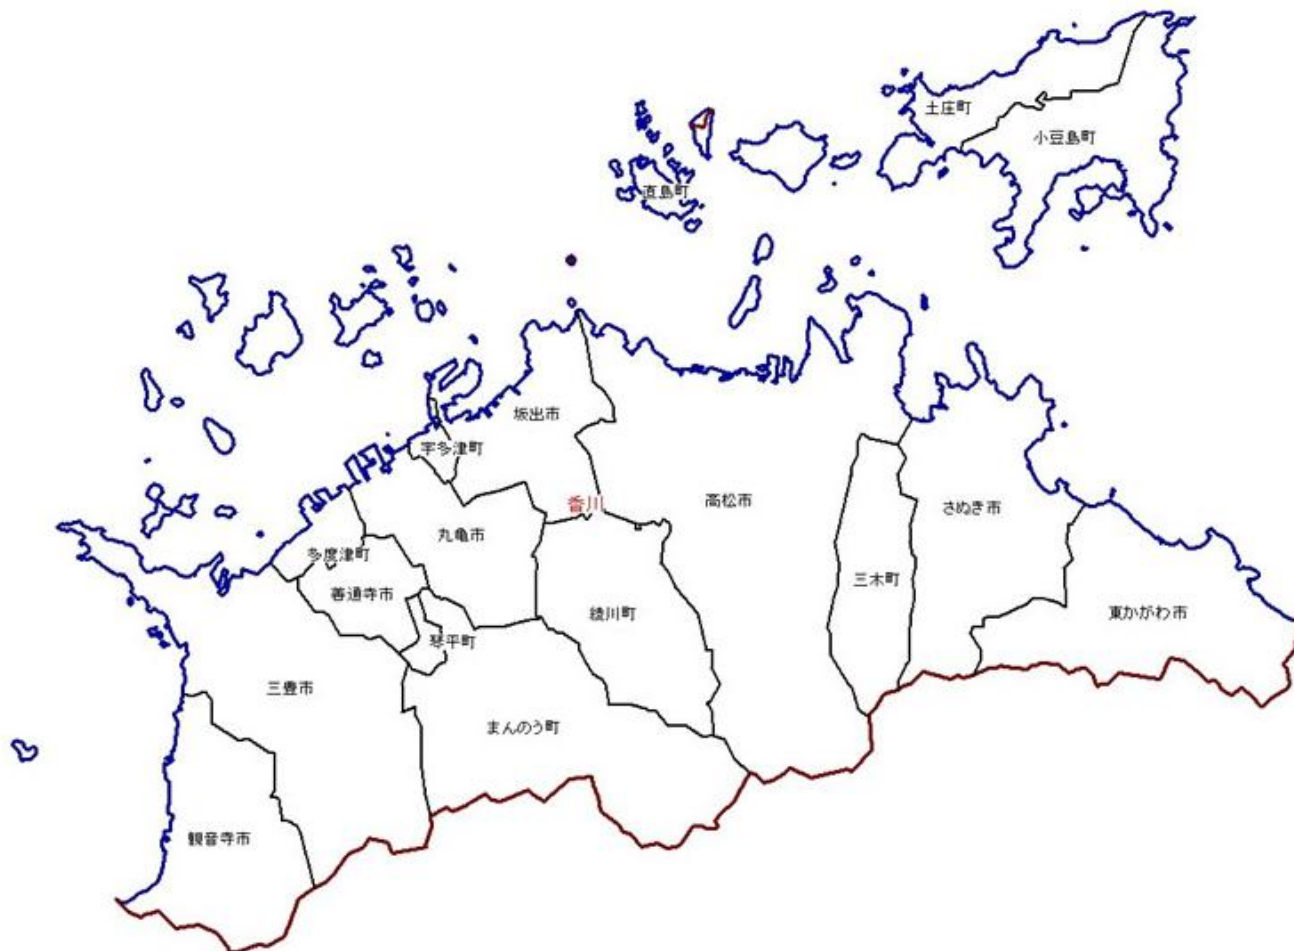 土庄町
小豆島町
直島町
坂出市
宇多津町
香川
高松市
さぬき市
丸亀市
多度津町
善通寺市
三木町
綾川町
東かがわ市
琴平町
三豊市
まんのう町
観音寺市